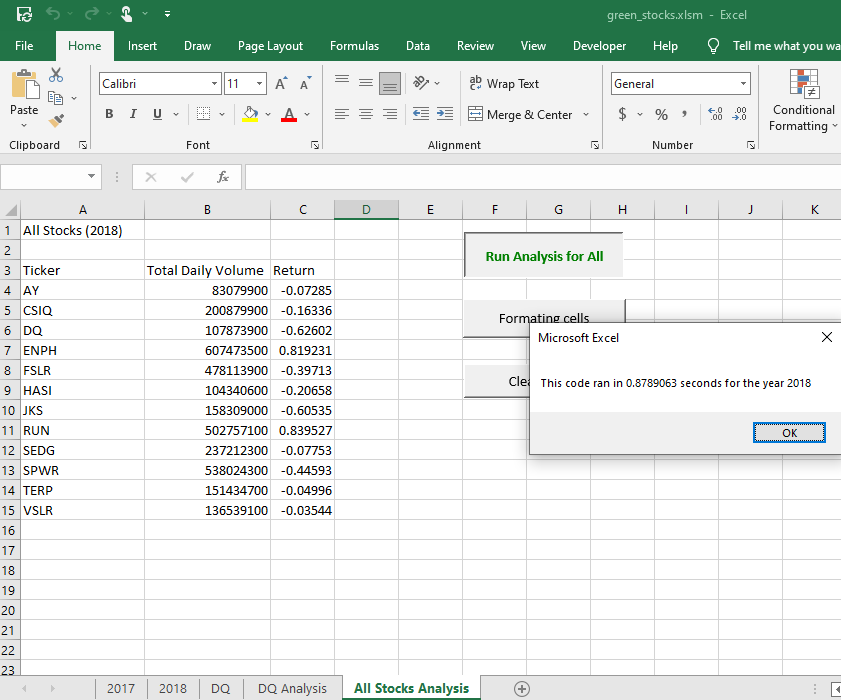 green_stocks.xlsm - Excel
File Home Insert Draw Page Layout Formulas Data Review View Developer Help Tell me what you wa
Paste
Calibri 11 A A
B I U A
ab Wrap Text
Merge & Center
General
$ % ,
Conditional
Formatting
Clipboard Font Alignment Number
fx
A B C D E F G H I J K
1 All Stocks (2018)
2
3 Ticker Total Daily Volume Return
4 AY 83079900 -0.07285
5 CSIQ 200879900 -0.16336
6 DQ 107873900 -0.62602
7 ENPH 607473500 0.819231
8 FSLR 478113900 -0.39713
9 HASI 104340600 -0.20658
10 JKS 158309000 -0.60535
11 RUN 502757100 0.839527
12 SEDG 237212300 -0.07753
13 SPWR 538024300 -0.44593
14 TERP 151434700 -0.04996
15 VSLR 136539100 -0.03544
16
17
18
19
20
21
22
23
Run Analysis for All
Formating cells
Clea
Microsoft Excel
This code ran in 0.8789063 seconds for the year 2018
OK
2017 2018 DQ DQ Analysis All Stocks Analysis